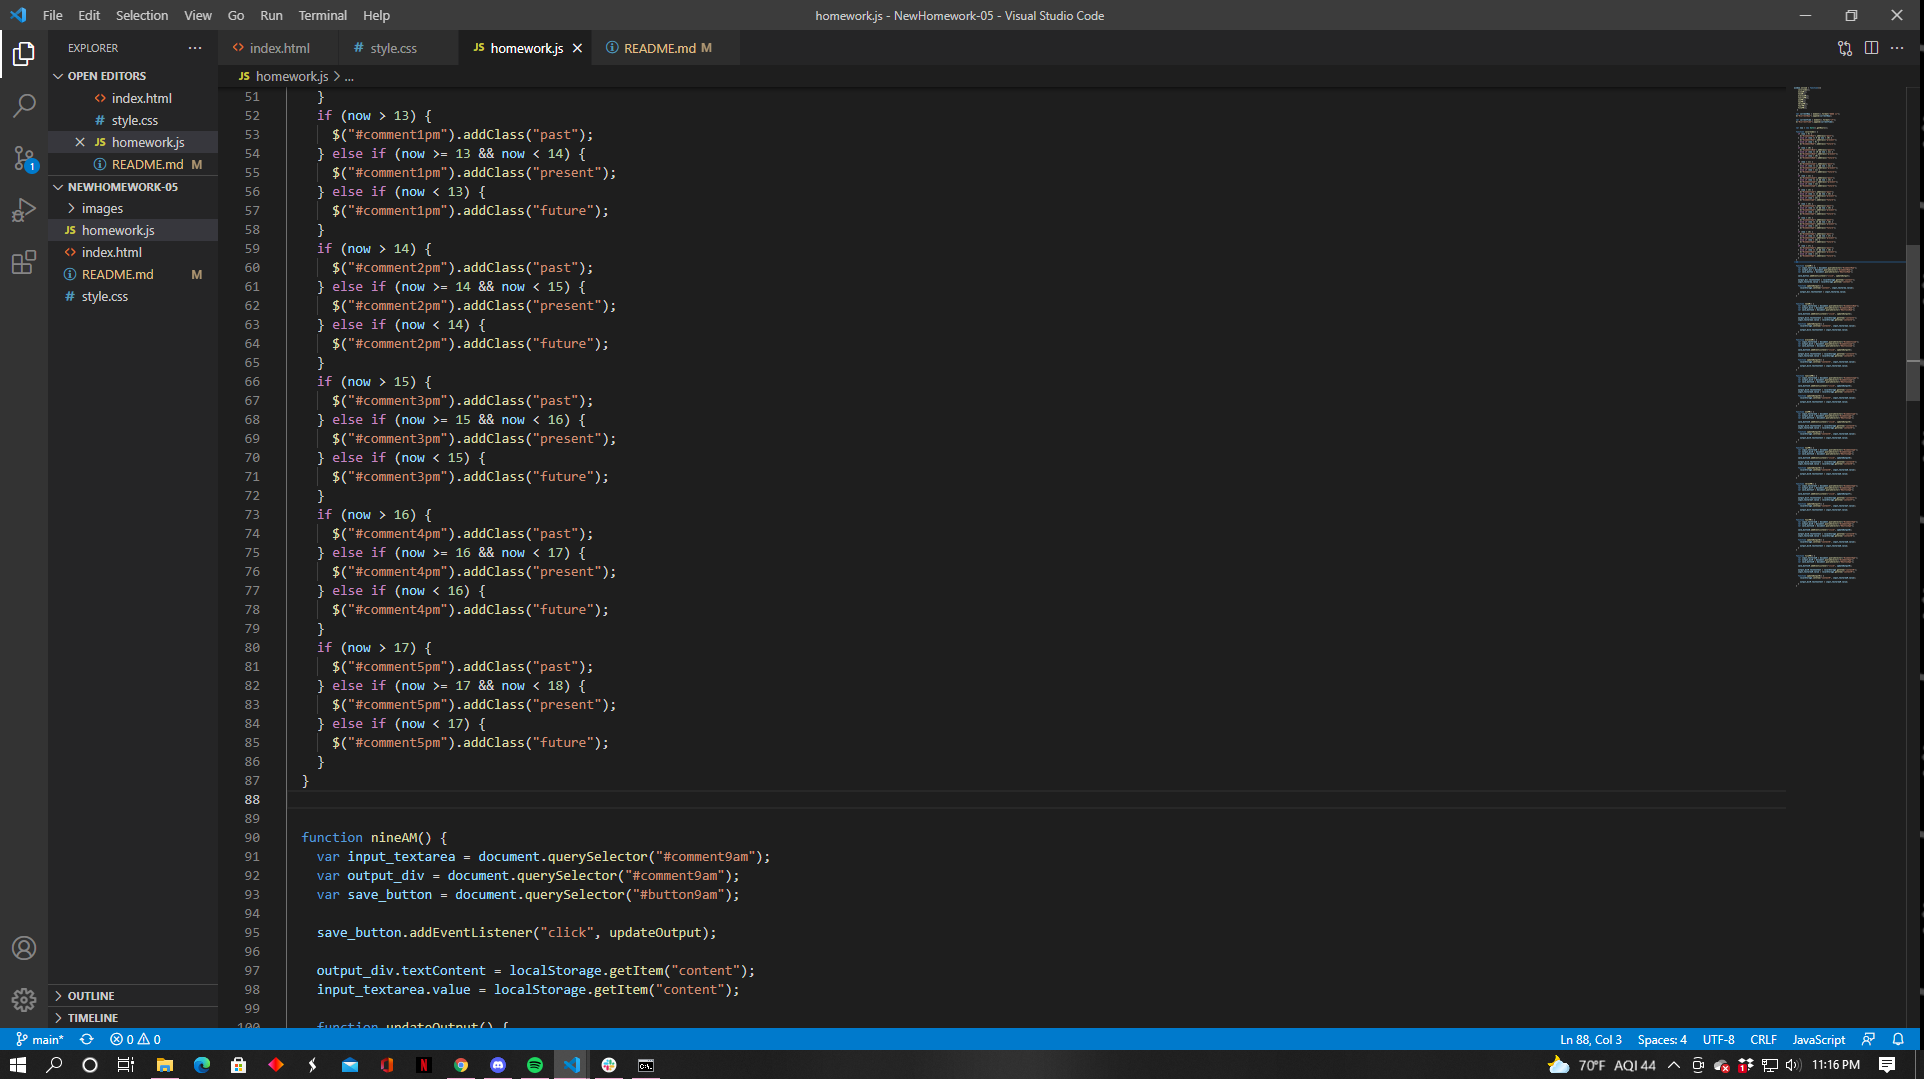 File Edit Selection View Go Run Terminal Help
homework.js - NewHomework-05 - Visual Studio Code
EXPLORER
index.html
style.css
homework.js
README.md M
OPEN EDITORS
index.html
style.css
homework.js
README.md M
NEWHOMEWORK-05
images
homework.js
index.html
README.md M
style.css
OUTLINE
TIMELINE
homework.js > ...
51 }
52 if (now > 13) {
53 $("#comment1pm").addClass("past");
54 } else if (now >= 13 && now < 14) {
55 $("#comment1pm").addClass("present");
56 } else if (now < 13) {
57 $("#comment1pm").addClass("future");
58 }
59 if (now > 14) {
60 $("#comment2pm").addClass("past");
61 } else if (now >= 14 && now < 15) {
62 $("#comment2pm").addClass("present");
63 } else if (now < 14) {
64 $("#comment2pm").addClass("future");
65 }
66 if (now > 15) {
67 $("#comment3pm").addClass("past");
68 } else if (now >= 15 && now < 16) {
69 $("#comment3pm").addClass("present");
70 } else if (now < 15) {
71 $("#comment3pm").addClass("future");
72 }
73 if (now > 16) {
74 $("#comment4pm").addClass("past");
75 } else if (now >= 16 && now < 17) {
76 $("#comment4pm").addClass("present");
77 } else if (now < 16) {
78 $("#comment4pm").addClass("future");
79 }
80 if (now > 17) {
81 $("#comment5pm").addClass("past");
82 } else if (now >= 17 && now < 18) {
83 $("#comment5pm").addClass("present");
84 } else if (now < 17) {
85 $("#comment5pm").addClass("future");
86 }
87 }
88
89
90 function nineAM() {
91 var input_textarea = document.querySelector("#comment9am");
92 var output_div = document.querySelector("#comment9am");
93 var save_button = document.querySelector("#button9am");
94
95 save_button.addEventListener("click", updateOutput);
96
97 output_div.textContent = localStorage.getItem("content");
98 input_textarea.value = localStorage.getItem("content");
99
100 function updateOutput() {
main* 0 0
Ln 88, Col 3 Spaces: 4 UTF-8 CRLF JavaScript
70°F AQI 44 11:16 PM